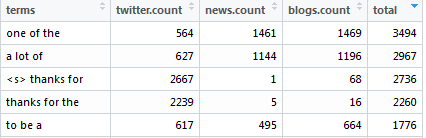 terms twitter.count news.count blogs.count total
one of the 564 1461 1469 3494
a lot of 627 1144 1196 2967
<s> thanks for 2667 1 68 2736
thanks for the 2239 5 16 2260
to be a 617 495 664 1776